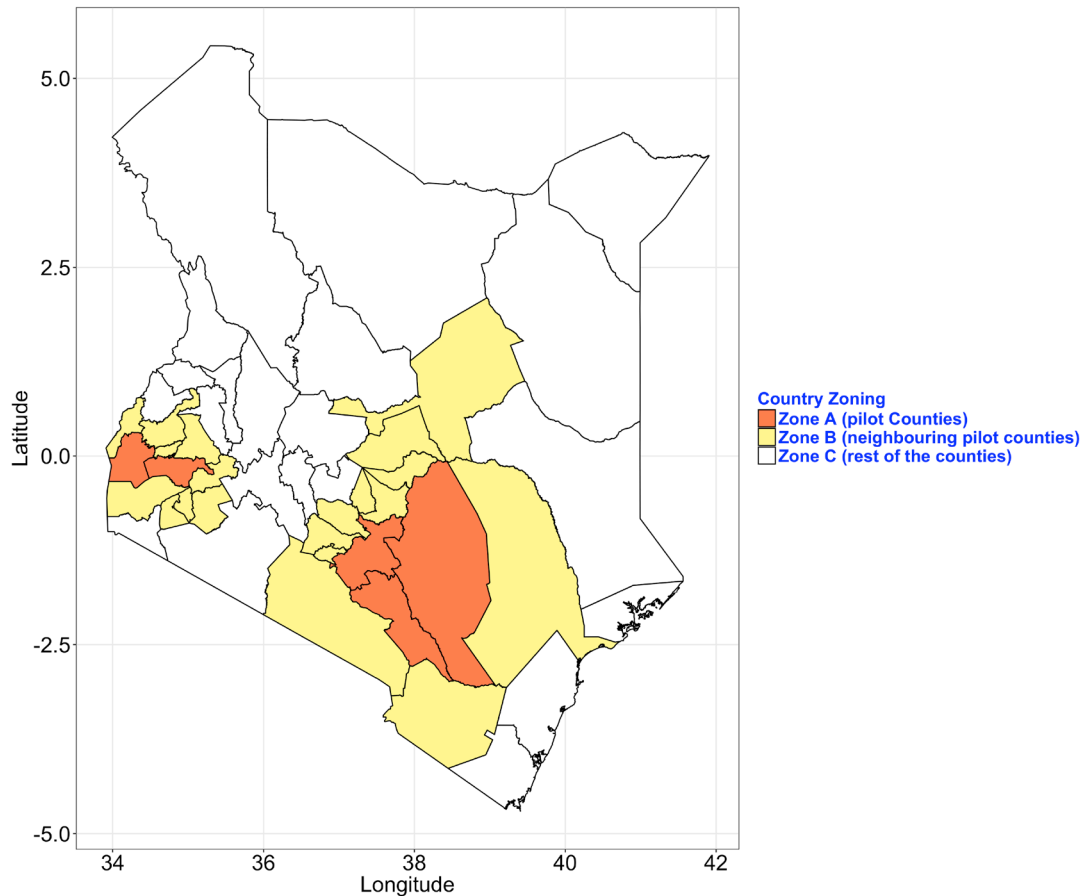 5.0
2.5
0.0
-2.5
-5.0
Latitude
34
36
38
40
42
Longitude
Country Zoning
Zone A (pilot Counties)
Zone B (neighbouring pilot counties)
Zone C (rest of the counties)